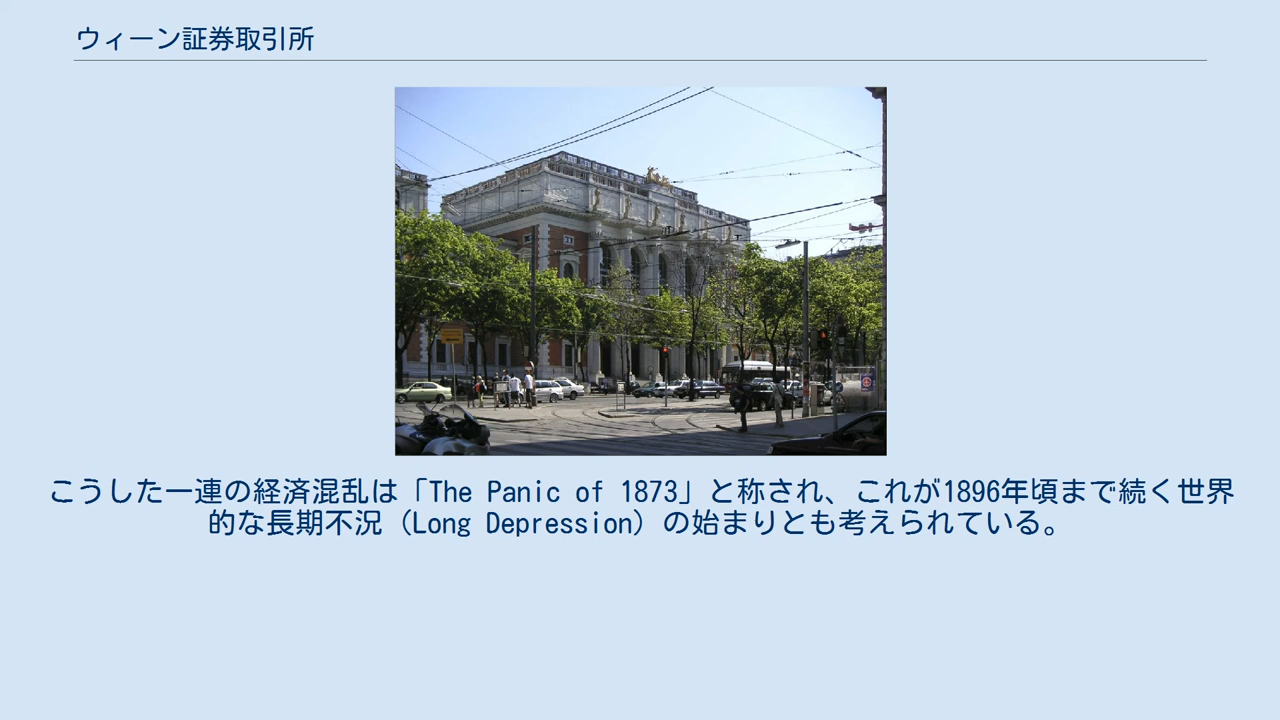 ウィーン証券取引所
こうした一連の経済混乱は「The Panic of 1873」と称され、これが1896年頃まで続く世界
的な長期不況（Long Depression）の始まりとも考えられている。